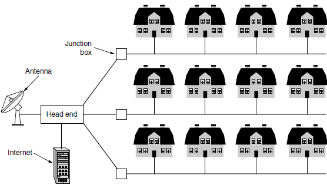 Junction
box
Antenna
Head end
Internet